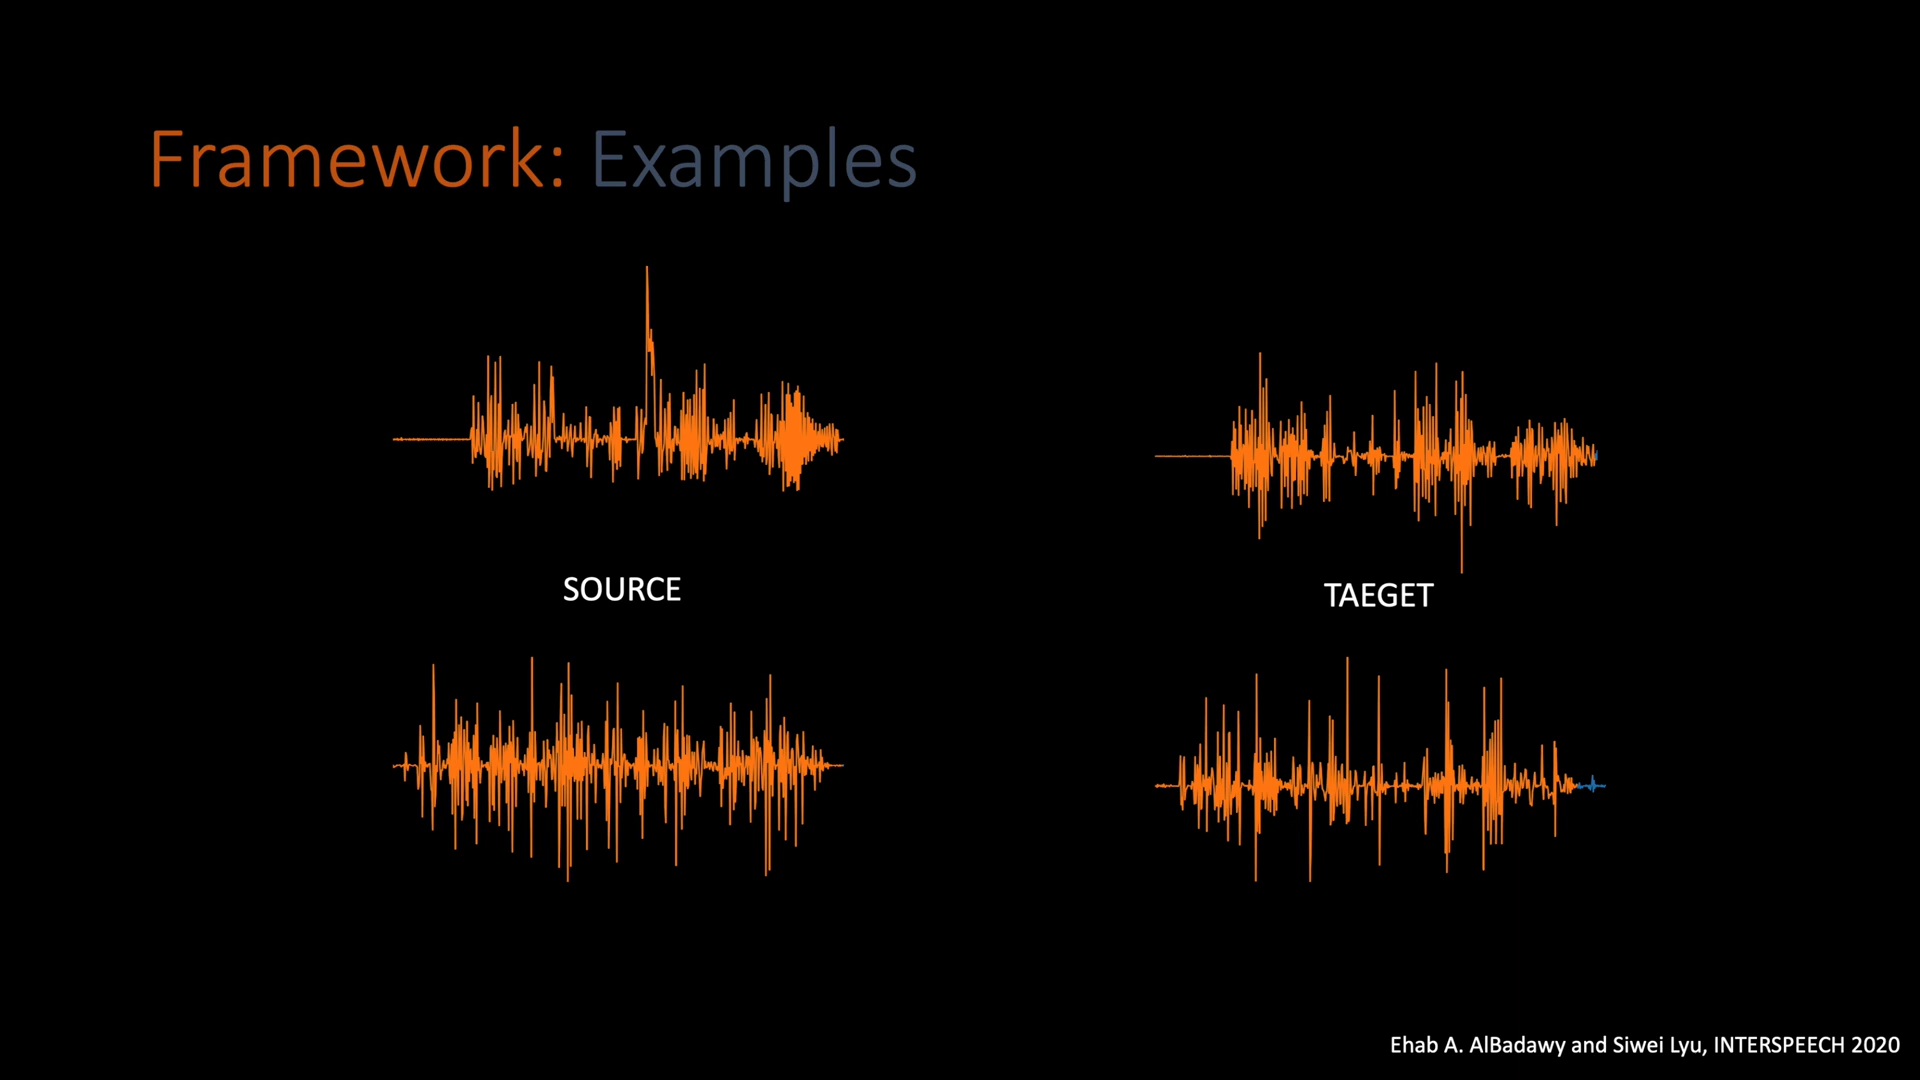 Framework: Examples
SOURCE
TAEGET
Ehab A. AlBadawy and Siwei Lyu, INTERSPEECH 2020